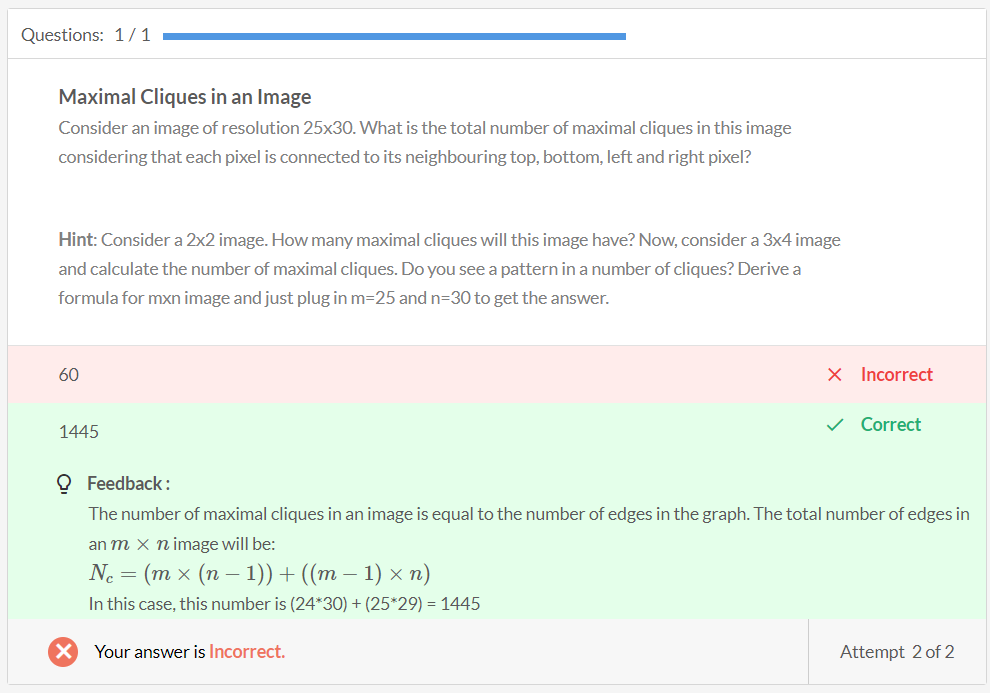 Questions: 1 / 1
Maximal Cliques in an Image
Consider an image of resolution 25x30. What is the total number of maximal cliques in this image
considering that each pixel is connected to its neighbouring top, bottom, left and right pixel?
Hint: Consider a 2x2 image. How many maximal cliques will this image have? Now, consider a 3x4 image
and calculate the number of maximal cliques. Do you see a pattern in a number of cliques? Derive a
formula for mxn image and just plug in m=25 and n=30 to get the answer.
60 Incorrect
1445 Correct
Feedback :
The number of maximal cliques in an image is equal to the number of edges in the graph. The total number of edges in
an m × n image will be:
N_c = (m × (n − 1)) + ((m − 1) × n)
In this case, this number is (24*30) + (25*29) = 1445
Your answer is Incorrect. Attempt 2 of 2